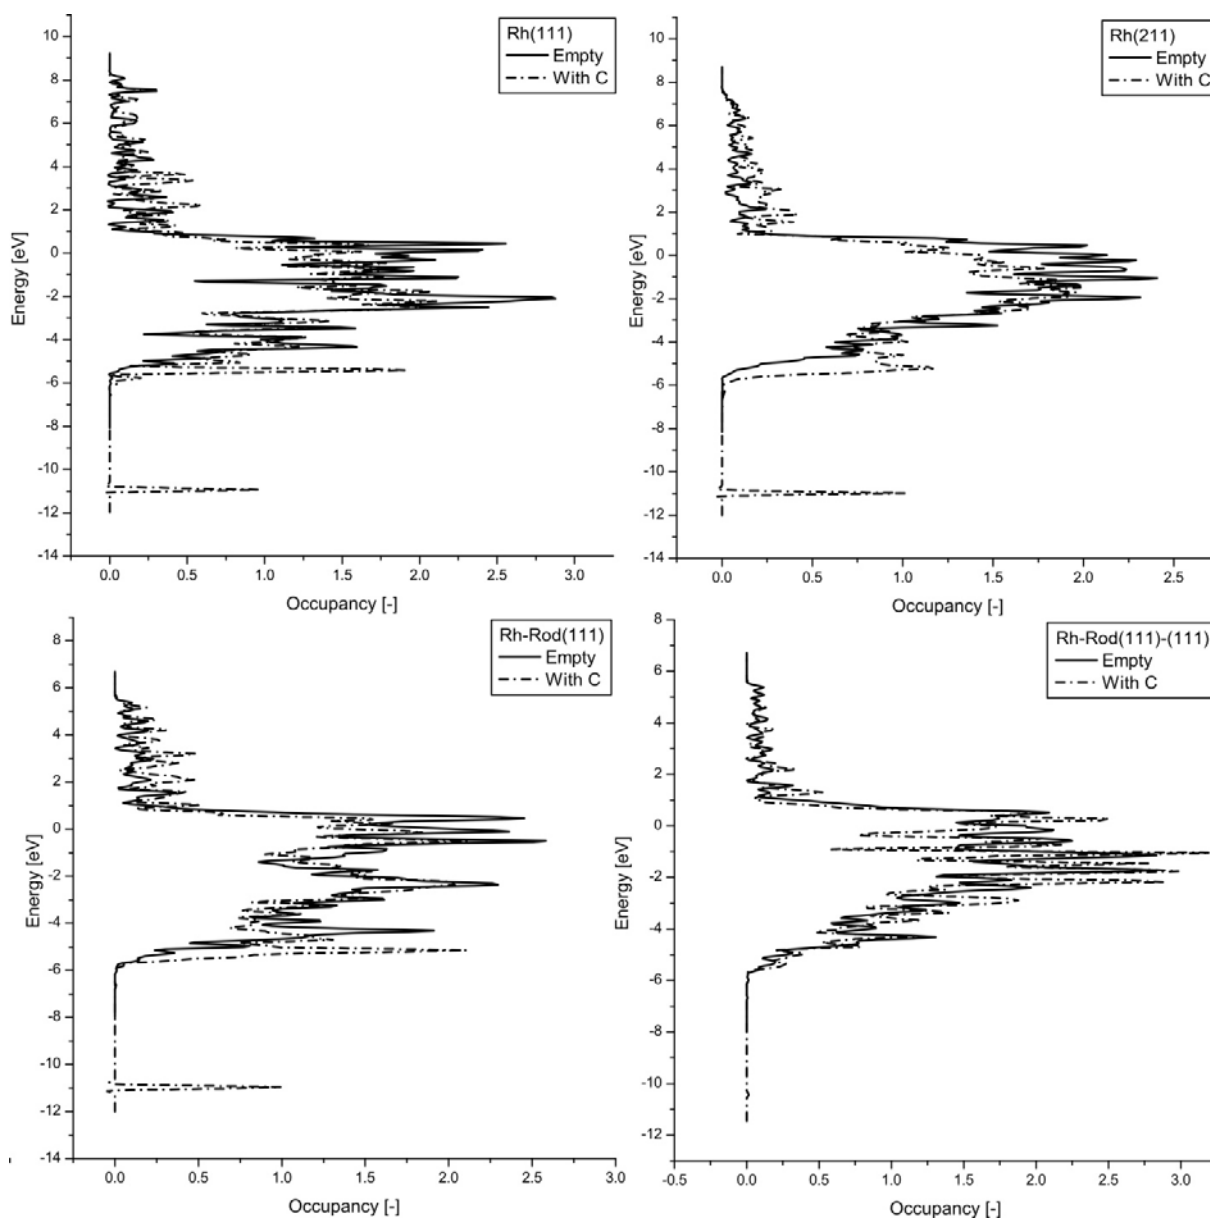 10
8
6
4
2
0
-2
-4
-6
-8
-10
-12
-14
Energy [eV]
Rh(111)
Empty
With C
0.0 0.5 1.0 1.5 2.0 2.5 3.0
Occupancy [-]
10
8
6
4
2
0
-2
-4
-6
-8
-10
-12
-14
Energy [eV]
Rh(211)
Empty
With C
0.0 0.5 1.0 1.5 2.0 2.5
Occupancy [-]
8
6
4
2
0
-2
-4
-6
-8
-10
-12
-14
Energy [eV]
Rh-Rod(111)
Empty
With C
0.0 0.5 1.0 1.5 2.0 2.5 3.0
Occupancy [-]
8
6
4
2
0
-2
-4
-6
-8
-10
-12
Energy [eV]
Rh-Rod(111)-(111)
Empty
With C
-0.5 0.0 0.5 1.0 1.5 2.0 2.5 3.0
Occupancy [-]